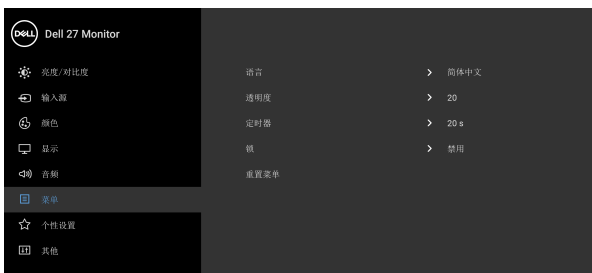 DELL Dell 27 Monitor
亮度/对比度 语言 简体中文
输入源 透明度 20
颜色 定时器 20 s
显示 锁 禁用
音频 重置菜单
菜单
个性设置
其他